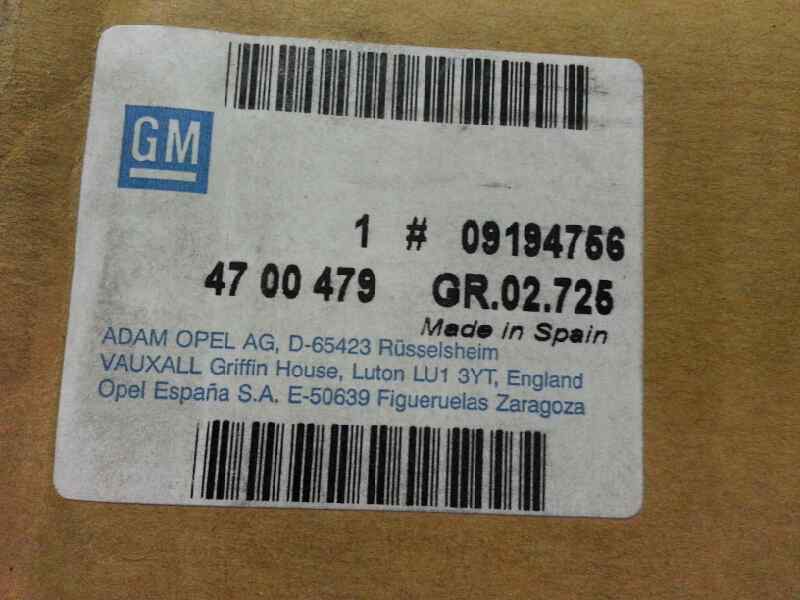 GM
1 # 09194756
47 00 479 GR.02.725
Made in Spain
ADAM OPEL AG, D-65423 Rüsselsheim
VAUXALL Griffin House, Luton LU1 3YT, England
Opel España S.A. E-50639 Figueruelas Zaragoza